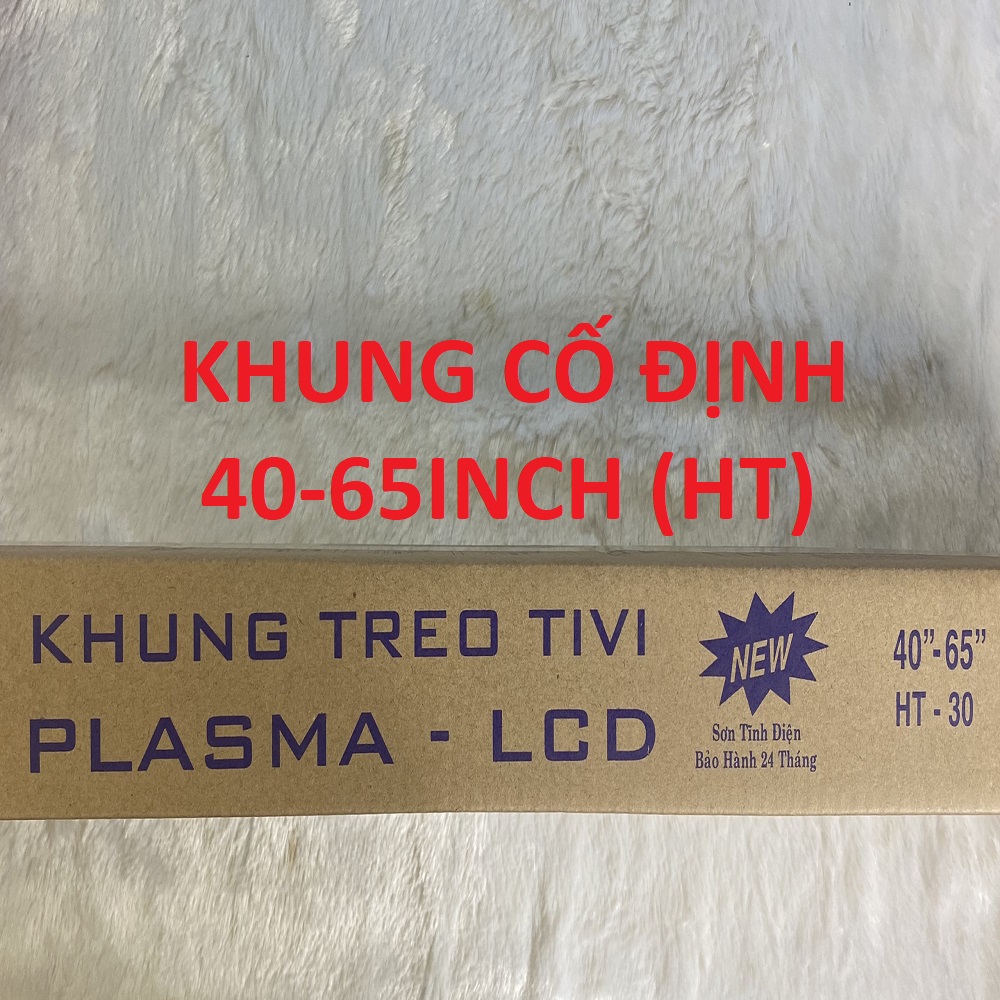 KHUNG CỐ ĐỊNH
40-65INCH (HT)
KHUNG TREO TIVI
PLASMA - LCD
NEW
Sơn Tĩnh Điện
Bảo Hành 24 Tháng
40”-65”
HT - 30